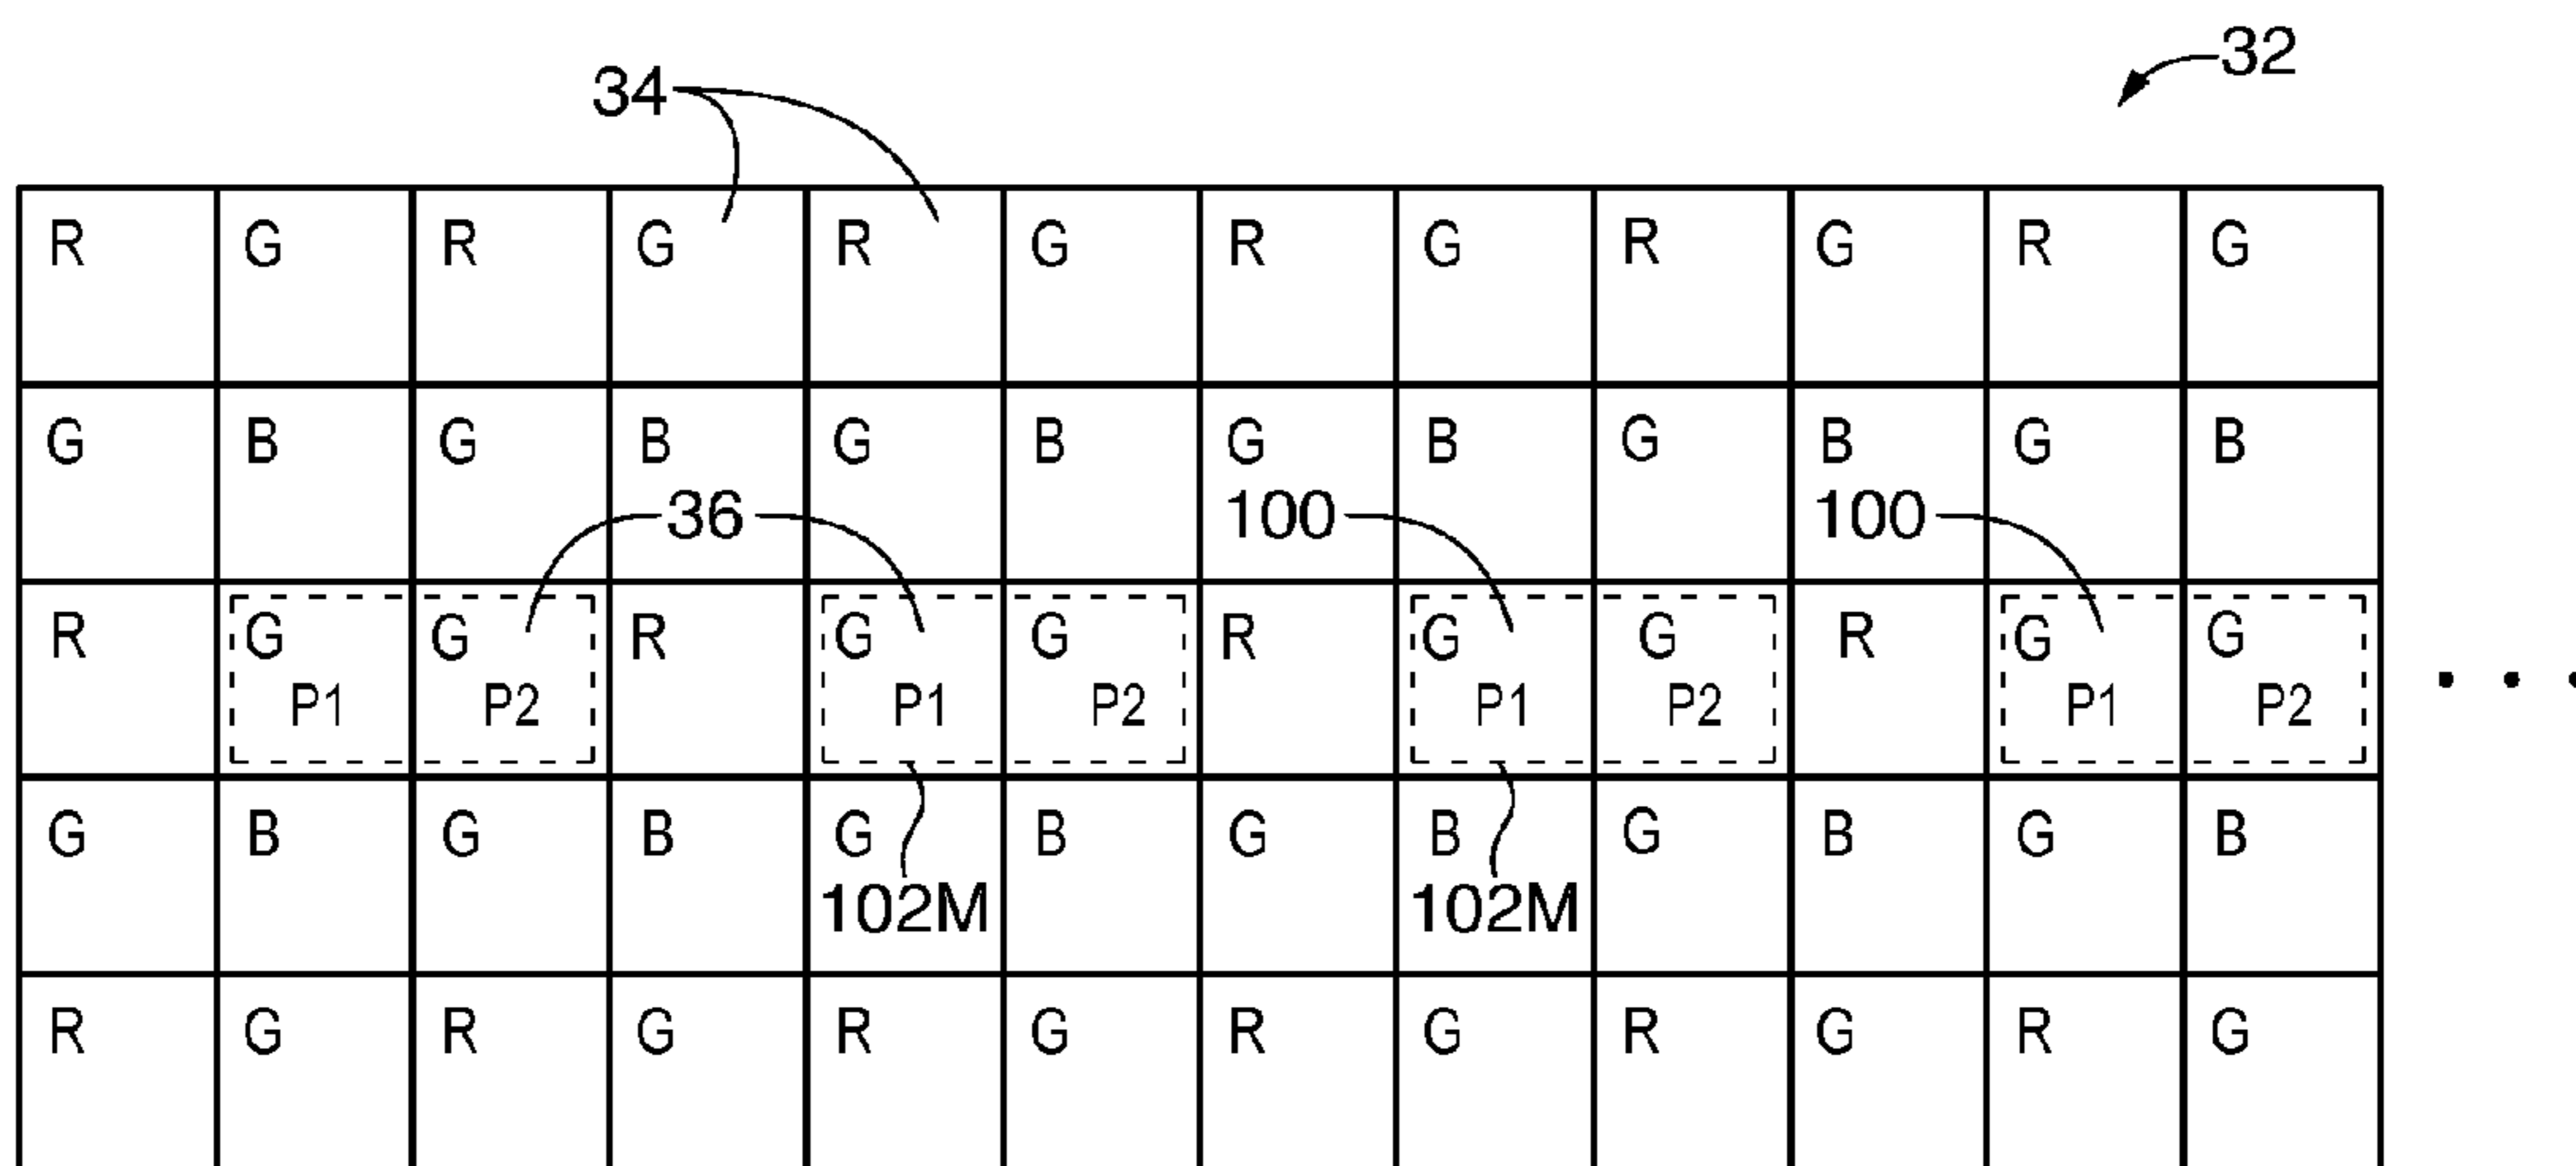 32
34
R G R G R G R G R G R G
G B G B G B G B G B G B
36 100 100
R G G R G G R G G R G G
P1 P2 P1 P2 P1 P2 P1 P2
G B G B G B G B G B G B
102M 102M
R G R G R G R G R G R G